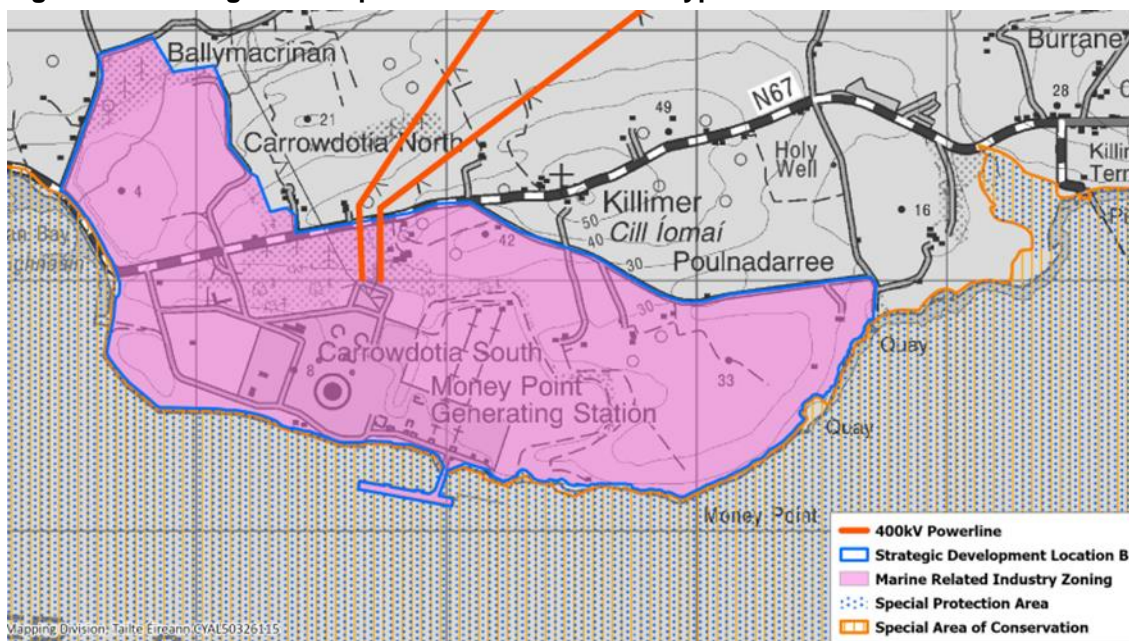 Ballymacrinan
Burrane
N67
28
49
21
Carrowdotia North
Holy
Well
4
Killimer
Cill Íomaí
50
40
30
42
16
Poulnadarree
30
Quay
Carrowdotia South
8
33
Money Point
Generating Station
Quay
Money Point
400kV Powerline
Strategic Development Location B
Marine Related Industry Zoning
Special Protection Area
Special Area of Conservation
Mapping Division, Tailte Éireann CYAL50326115